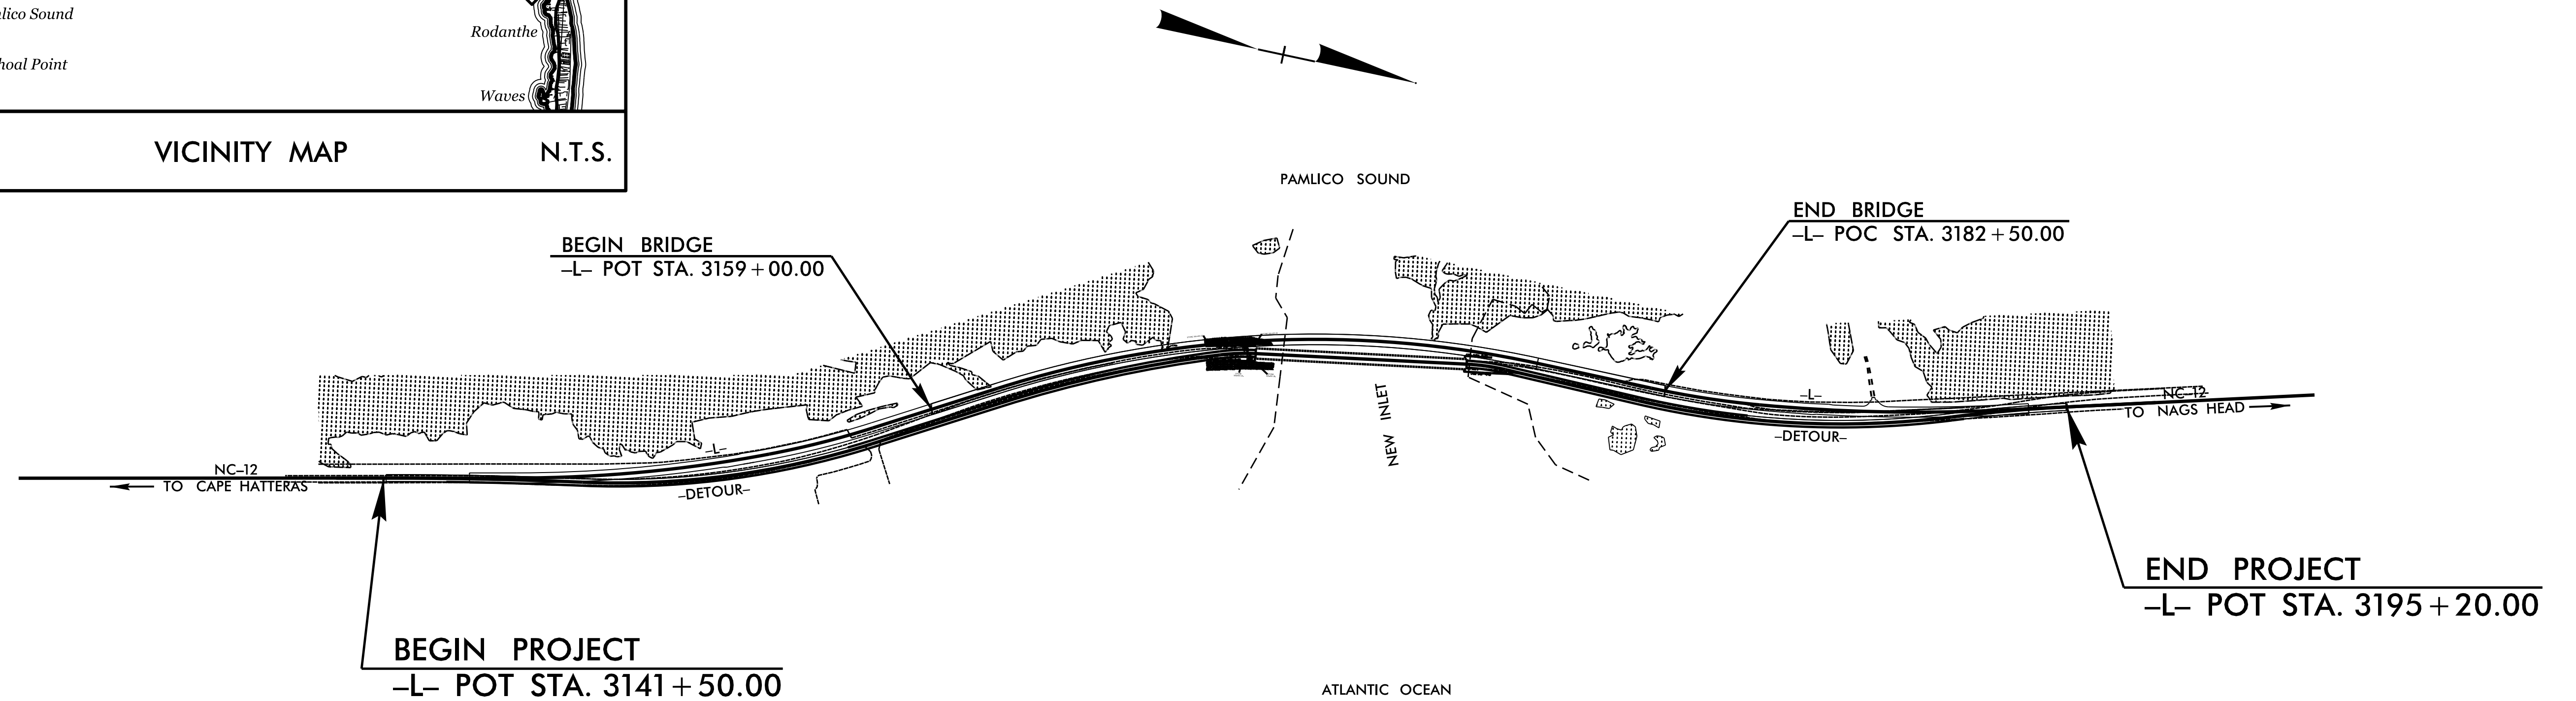 Rodanthe
Waves
VICINITY MAP
N.T.S.
PAMLICO SOUND
BEGIN BRIDGE
–L– POT STA. 3159+00.00
END BRIDGE
–L– POC STA. 3182+50.00
lico Sound
hoal Point
NC–12
TO CAPE HATTERAS
–L–
–DETOUR–
NEW INLET
–L–
–DETOUR–
NC–12
TO NAGS HEAD
BEGIN PROJECT
–L– POT STA. 3141+50.00
END PROJECT
–L– POT STA. 3195+20.00
ATLANTIC OCEAN